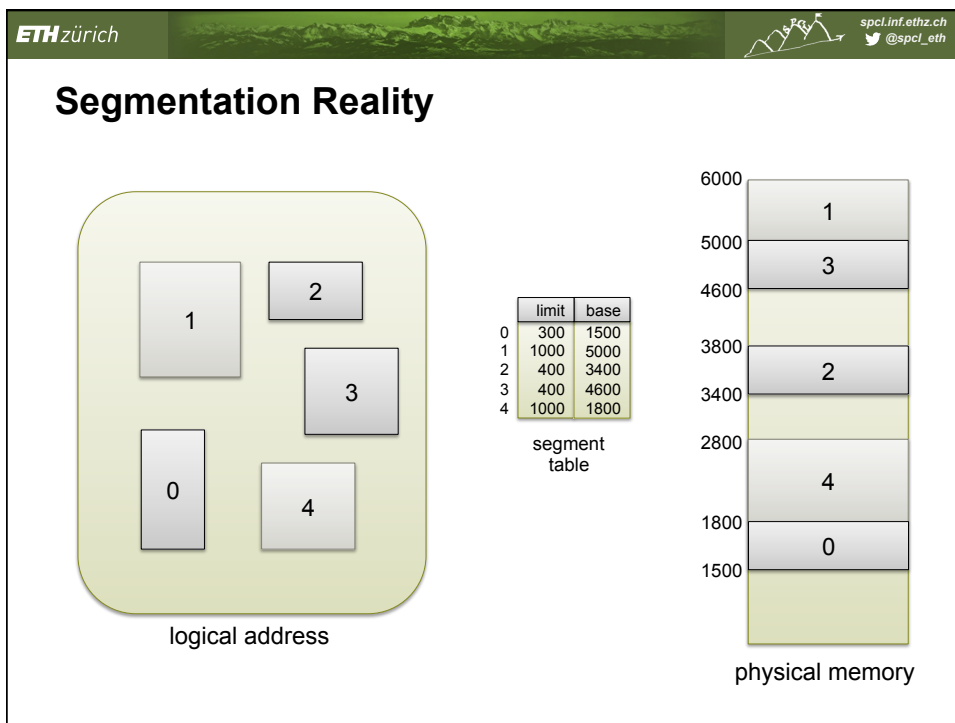 ETH zürich
spcl.inf.ethz.ch
@spcl_eth
Segmentation Reality
1
2
3
0
4
logical address
limit base
0 300 1500
1 1000 5000
2 400 3400
3 400 4600
4 1000 1800
segment
table
6000
1
5000
3
4600
3800
2
3400
2800
4
1800
0
1500
physical memory